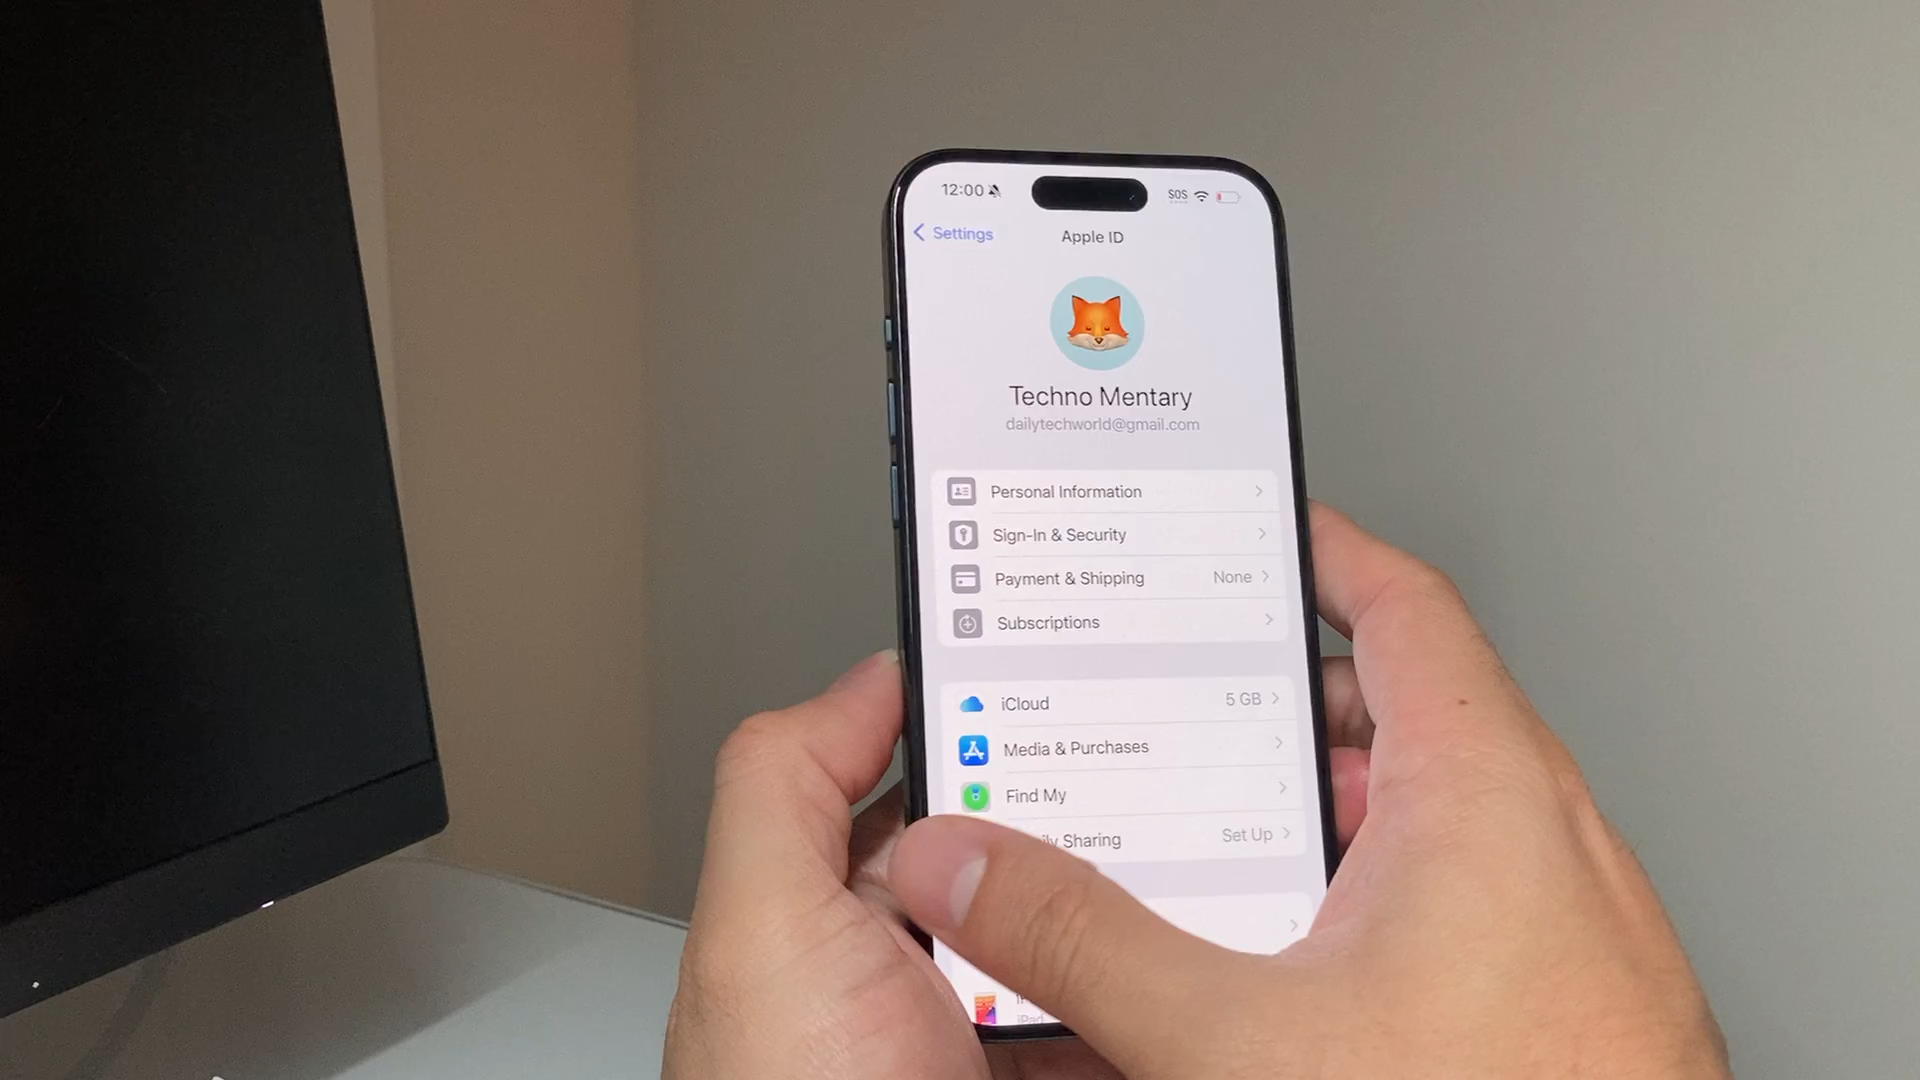 12:00
SOS
Settings
Apple ID
Techno Mentary
dailytechworld@gmail.com
Personal Information
Sign-In & Security
Payment & Shipping None
Subscriptions
iCloud 5 GB
Media & Purchases
Find My
Sharing Set Up
iPad